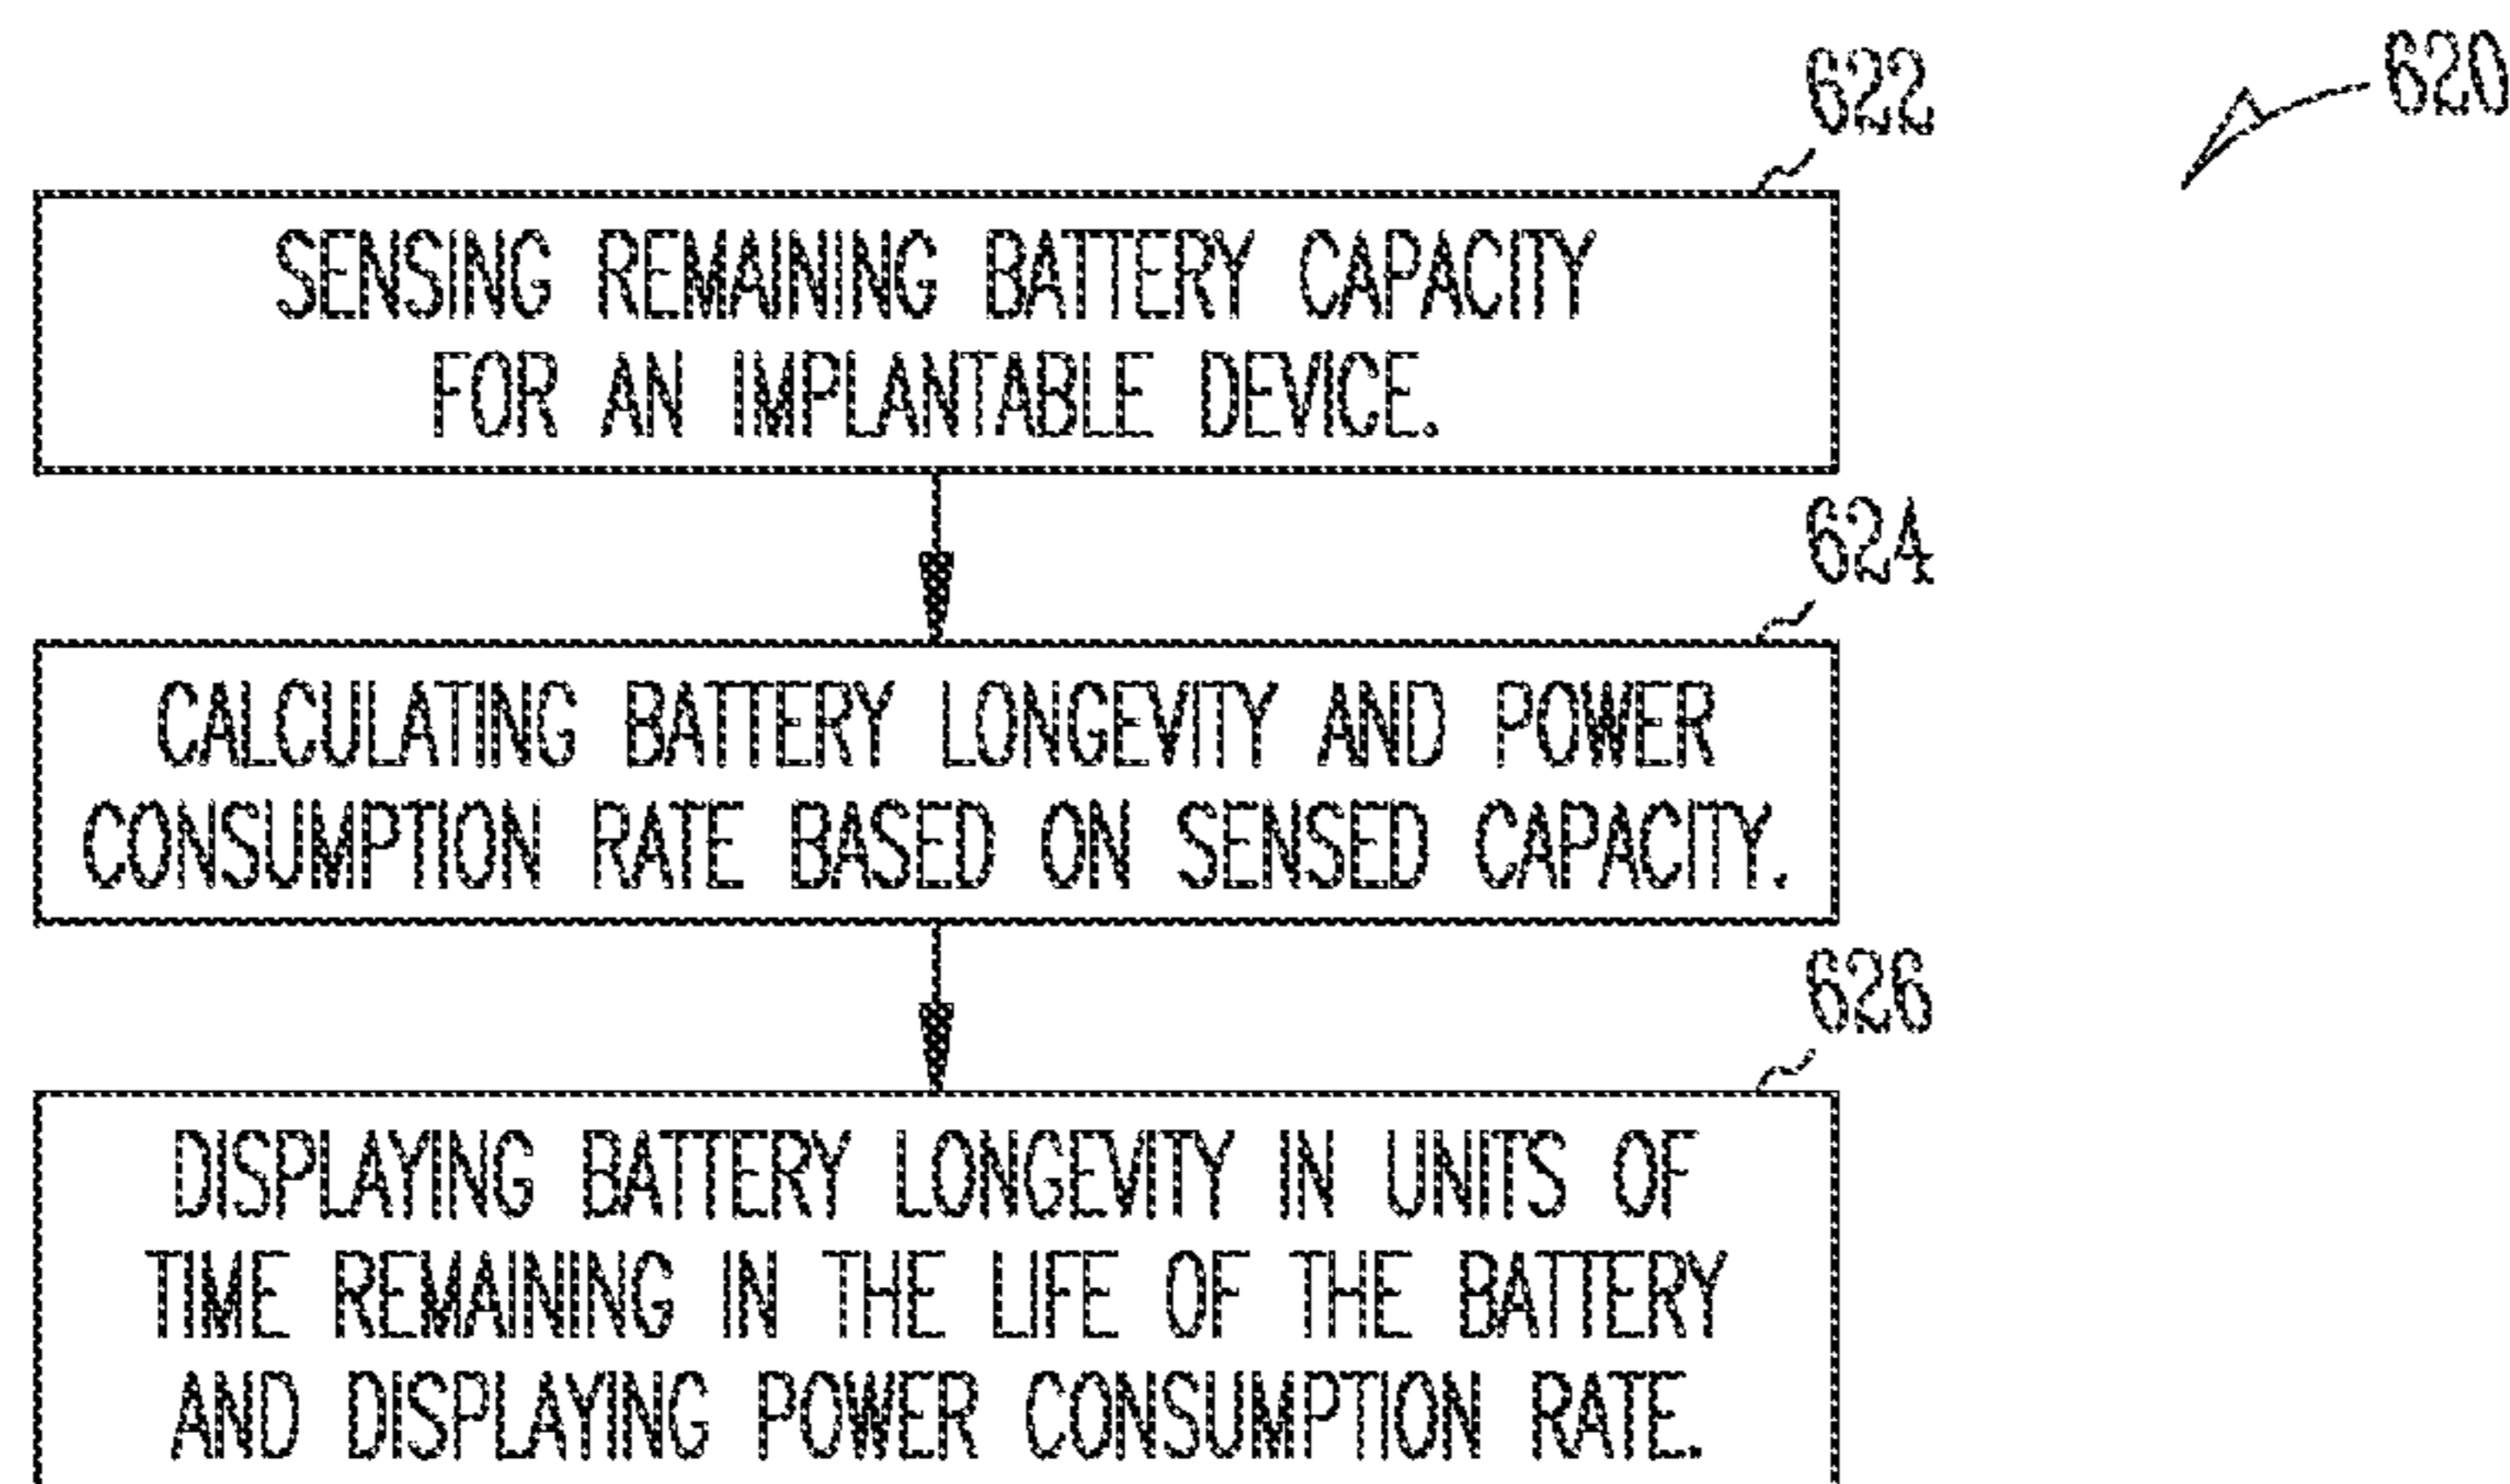 620
622
SENSING REMAINING BATTERY CAPACITY
FOR AN IMPLANTABLE DEVICE.
624
CALCULATING BATTERY LONGEVITY AND POWER
CONSUMPTION RATE BASED ON SENSED CAPACITY.
626
DISPLAYING BATTERY LONGEVITY IN UNITS OF
TIME REMAINING IN THE LIFE OF THE BATTERY
AND DISPLAYING POWER CONSUMPTION RATE.